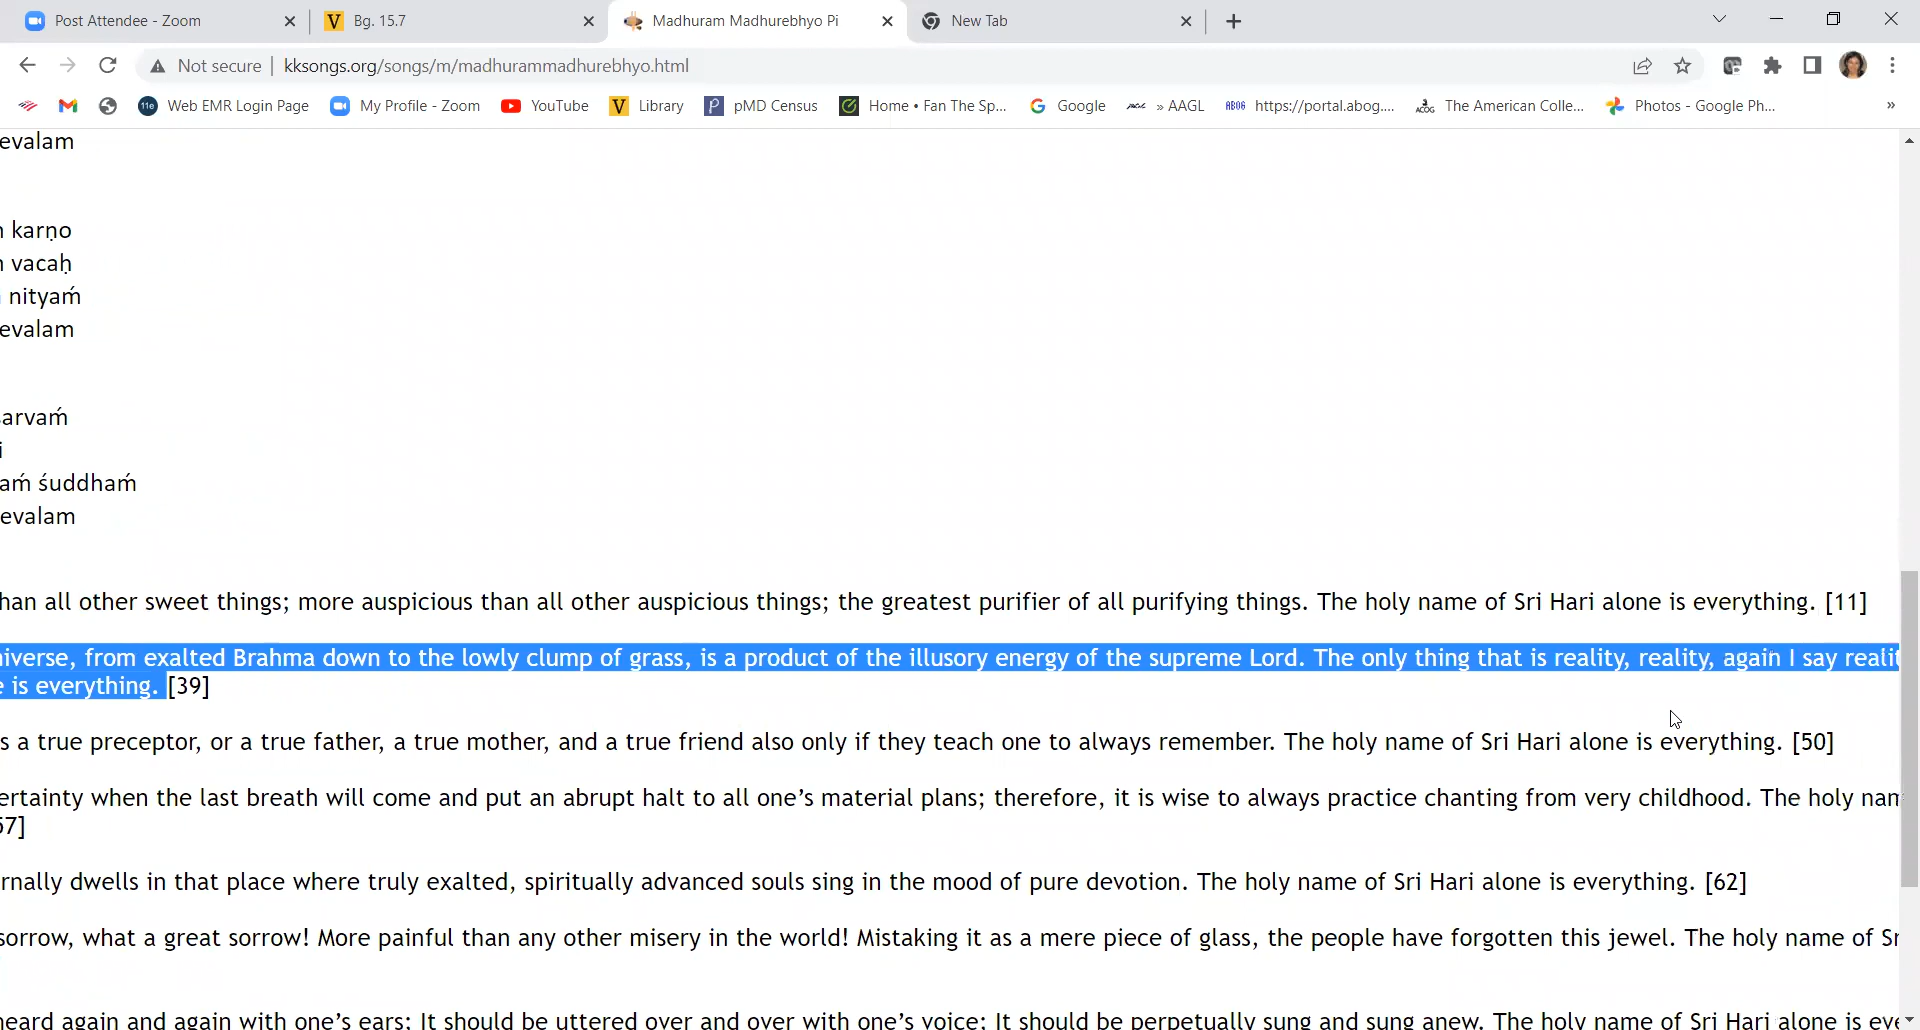 Post Attendee - Zoom
Bg. 15.7
Madhuram Madhurebhyo Pi
New Tab
Not secure
kksongs.org/songs/m/madhurammadhurebhyo.html
Web EMR Login Page
My Profile - Zoom
YouTube
Library
pMD Census
Home • Fan The Sp...
Google
» AAGL
https://portal.abog....
The American Colle...
Photos - Google Ph...
»
evalam
karṇo
vacaḥ
nityaḿ
evalam
arvaḿ
i
aḿ śuddhaḿ
evalam
han all other sweet things; more auspicious than all other auspicious things; the greatest purifier of all purifying things. The holy name of Sri Hari alone is everything. [11]
iverse, from exalted Brahma down to the lowly clump of grass, is a product of the illusory energy of the supreme Lord. The only thing that is reality, reality, again I say realit
e is everything. [39]
s a true preceptor, or a true father, a true mother, and a true friend also only if they teach one to always remember. The holy name of Sri Hari alone is everything. [50]
ertainty when the last breath will come and put an abrupt halt to all one's material plans; therefore, it is wise to always practice chanting from very childhood. The holy nam
57]
rnally dwells in that place where truly exalted, spiritually advanced souls sing in the mood of pure devotion. The holy name of Sri Hari alone is everything. [62]
sorrow, what a great sorrow! More painful than any other misery in the world! Mistaking it as a mere piece of glass, the people have forgotten this jewel. The holy name of Sr
heard again and again with one's ears; It should be uttered over and over with one's voice; It should be perpetually sung and sung anew. The holy name of Sri Hari alone is eve